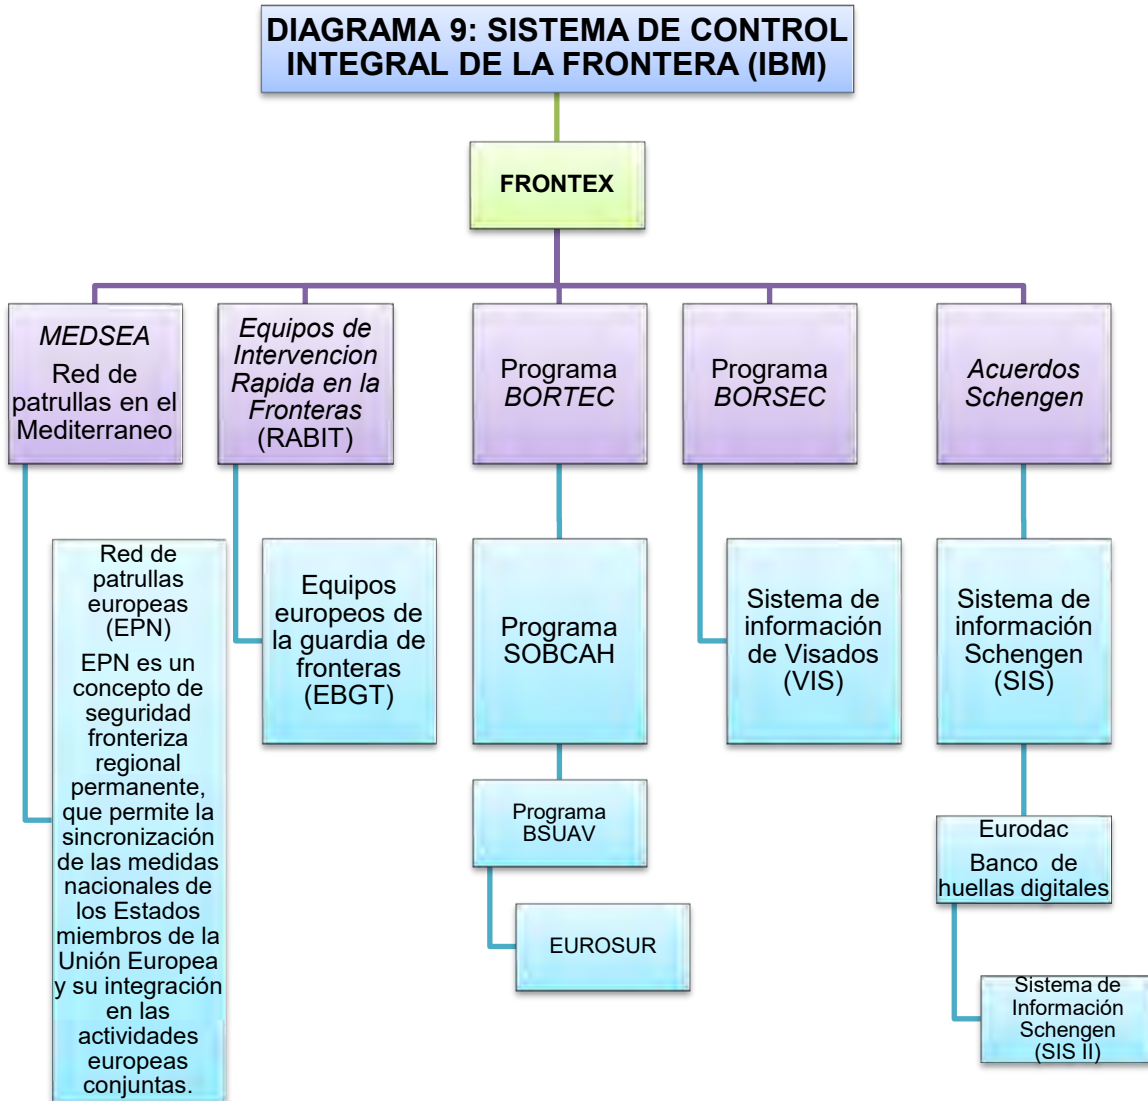 DIAGRAMA 9: SISTEMA DE CONTROL
INTEGRAL DE LA FRONTERA (IBM)
FRONTEX
MEDSEA
Red de
patrullas en el
Mediterraneo
Equipos de
Intervencion
Rapida en la
Fronteras
(RABIT)
Programa
BORTEC
Programa
BORSEC
Acuerdos
Schengen
Red de
patrullas
europeas
(EPN)
EPN es un
concepto de
seguridad
fronteriza
regional
permanente,
que permite la
sincronización
de las medidas
nacionales de
los Estados
miembros de la
Unión Europea
y su integración
en las
actividades
europeas
conjuntas.
Equipos
europeos de
la guardia de
fronteras
(EBGT)
Programa
SOBCAH
Programa
BSUAV
EUROSUR
Sistema de
información
de Visados
(VIS)
Sistema de
información
Schengen
(SIS)
Eurodac
Banco de
huellas digitales
Sistema de
Información
Schengen
(SIS II)